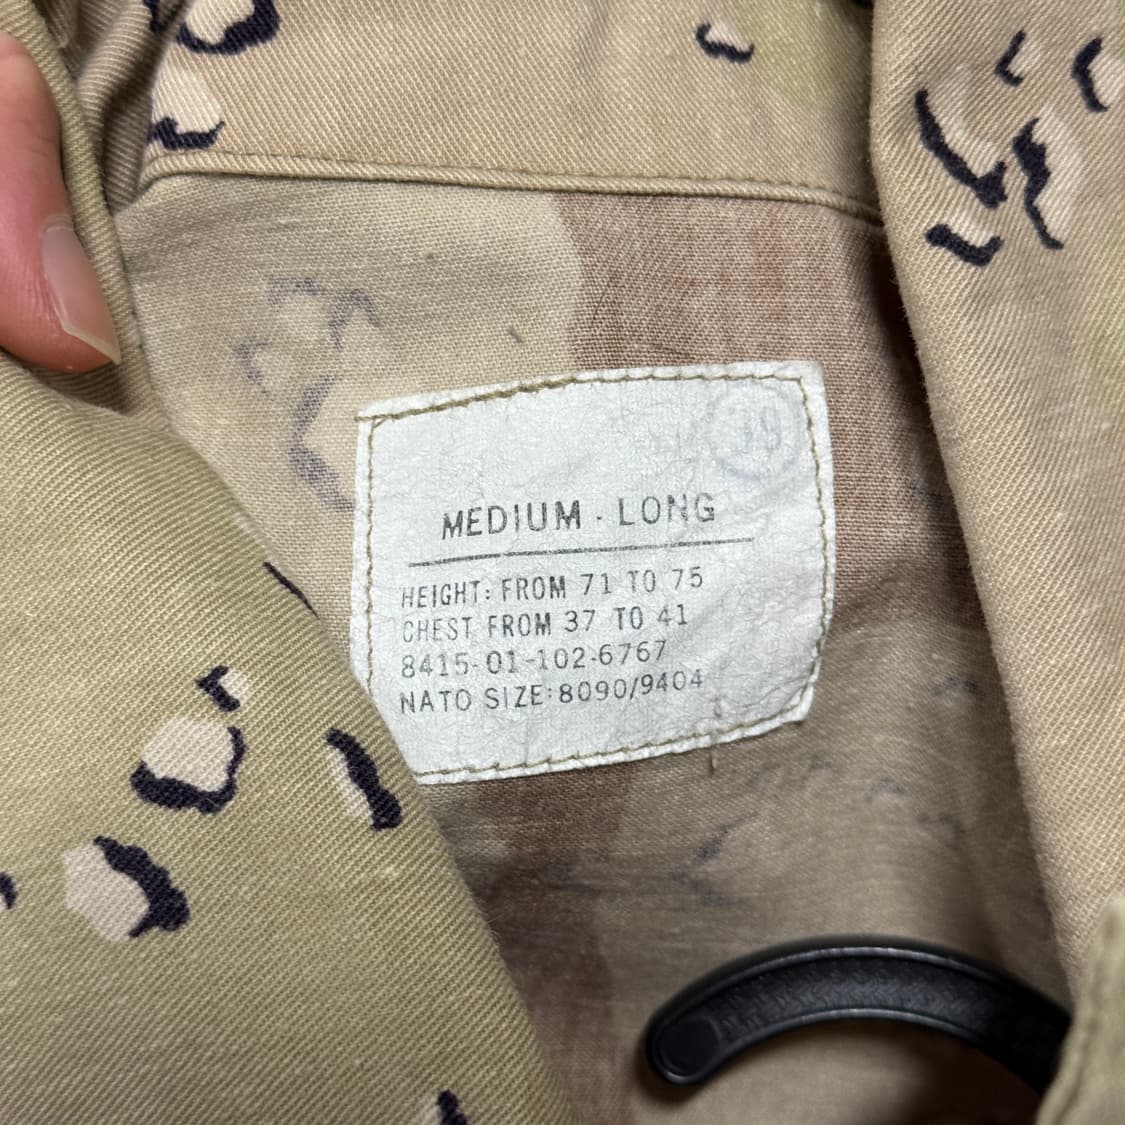 MEDIUM · LONG
HEIGHT: FROM 71 TO 75
CHEST FROM 37 TO 41
8415-01-102-6767
NATO SIZE: 8090/9404